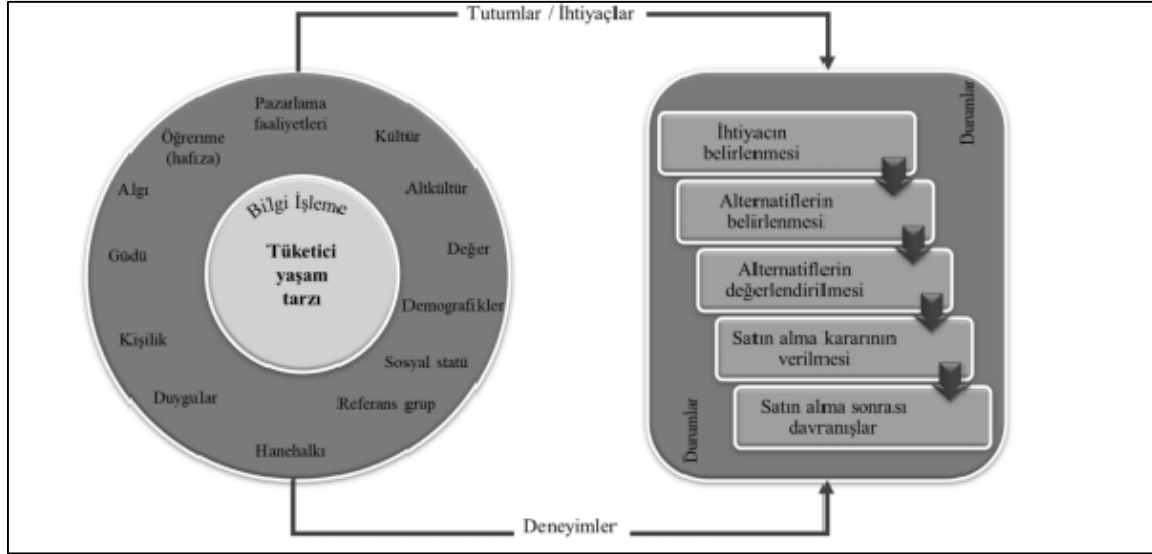 Tutumlar / İhtiyaçlar
Pazarlama
faaliyetleri
Kültür
Altkültür
Değer
Demografikler
Sosyal statü
Referans grup
Hanehalkı
Duygular
Kişilik
Güdü
Algı
Öğrenme
(hafıza)
Bilgi İşleme
Tüketici
yaşam
tarzı
Durumlar
İhtiyacın
belirlenmesi
Alternatiflerin
belirlenmesi
Alternatiflerin
değerlendirilmesi
Satın alma kararının
verilmesi
Satın alma sonrası
davranışlar
Durumlar
Deneyimler